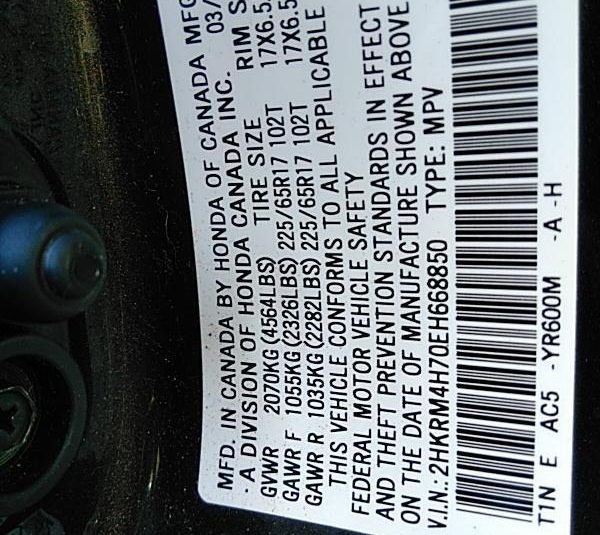 MFD. IN CANADA BY HONDA OF CANADA MFG
· A DIVISION OF HONDA CANADA INC. 03/
GVWR 2070KG (4564LBS) TIRE SIZE RIM S
GAWR F 1055KG (2326LBS) 225/65R17 102T 17X6.5
GAWR R 1035KG (2282LBS) 225/65R17 102T 17X6.5
THIS VEHICLE CONFORMS TO ALL APPLICABLE
FEDERAL MOTOR VEHICLE SAFETY
AND THEFT PREVENTION STANDARDS IN EFFECT
ON THE DATE OF MANUFACTURE SHOWN ABOVE
V.I.N.: 2HKRM4H70EH668850 TYPE: MPV
T1N E AC5 -YR600M -A -H